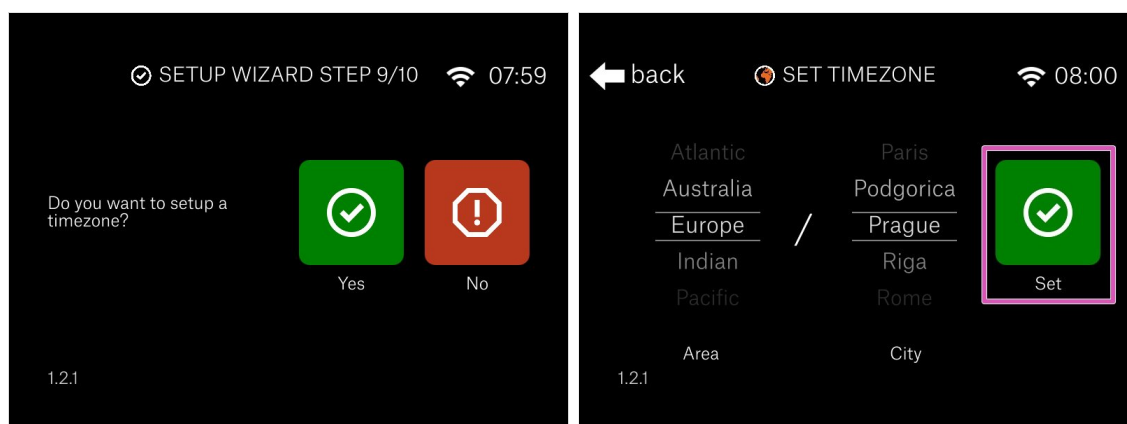 SETUP WIZARD STEP 9/10 07:59
Do you want to setup a
timezone?
Yes No
1.2.1
back SET TIMEZONE 08:00
Atlantic Paris
Australia Podgorica
Europe / Prague
Indian Riga
Pacific Rome
Set
Area City
1.2.1